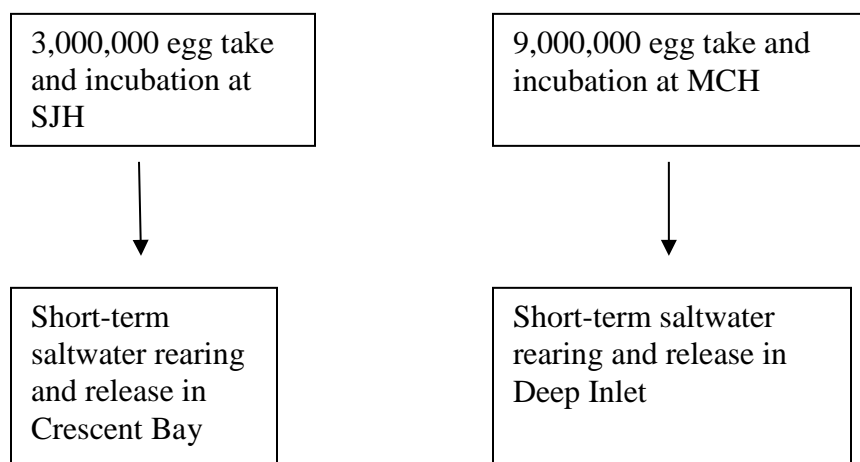 3,000,000 egg take
and incubation at
SJH
9,000,000 egg take and
incubation at MCH
Short-term
saltwater rearing
and release in
Crescent Bay
Short-term saltwater
rearing and release in
Deep Inlet